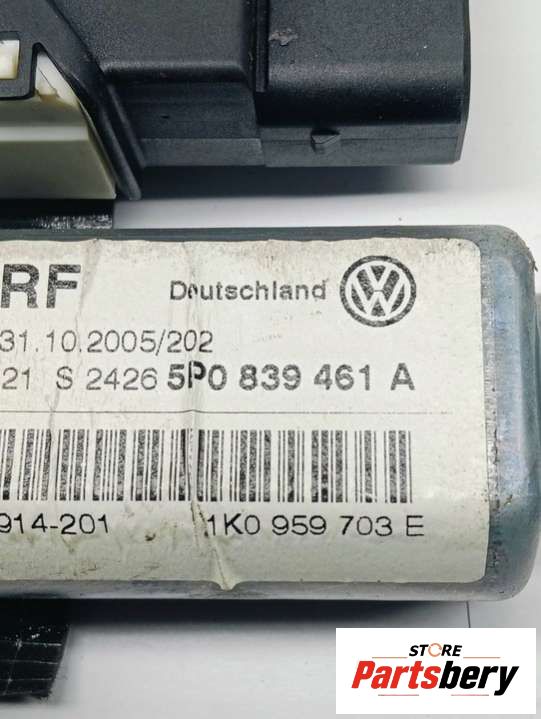 RF Deutschland
31.10.2005/202
21 S 2426 5P0 839 461 A
914-201 1K0 959 703 E
STORE
Partsbery